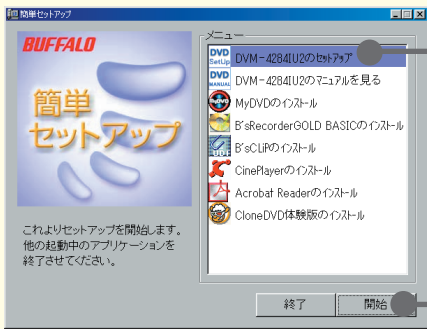 簡単セットアップ
BUFFALO
簡単
セットアップ
これよりセットアップを開始します。
他の起動中のアプリケーションを
終了させてください。
メニュー
DVD SetUp DVM-4284IU2のセットアップ
DVD MANUAL DVM-4284IU2のマニュアルを見る
MyDVDのインストール
B'sRecorderGOLD BASICのインストール
B'sCLiPのインストール
CinePlayerのインストール
Acrobat Readerのインストール
CloneDVD体験版のインストール
終了
開始